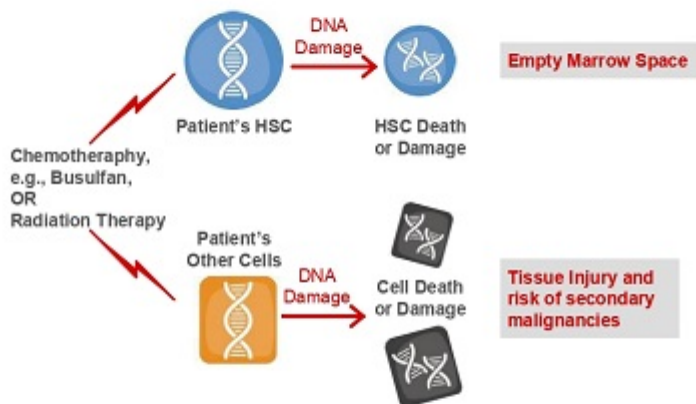 DNA
Damage
Empty Marrow Space
Patient's HSC
HSC Death
or Damage
Chemotheraphy,
e.g., Busulfan,
OR
Radiation Therapy
Patient's
Other Cells
DNA
Damage
Cell Death
or Damage
Tissue Injury and
risk of secondary
malignancies